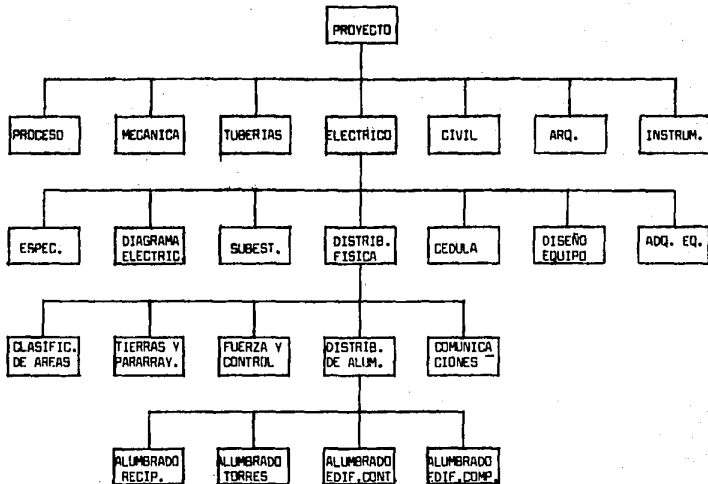 PROYECTO
PROCESO
MECANICA
TUBERIAS
ELECTRICO
CIVIL
ARQ.
INSTRUM.
ESPEC.
DIAGRAMA
ELECTRIC.
SUBEST.
DISTRIB.
FISICA
CEDULA
DISEÑO
EQUIPO
ADQ. EQ.
CLASIFIC.
DE AREAS
TIERRAS Y
PARARRAY.
FUERZA Y
CONTROL
DISTRIB.
DE ALUM.
COMUNICA
CIONES
ALUMBRADO
RECIP.
ALUMBRADO
TORRES
ALUMBRADO
EDIF.CONT
ALUMBRADO
EDIF.COMP.